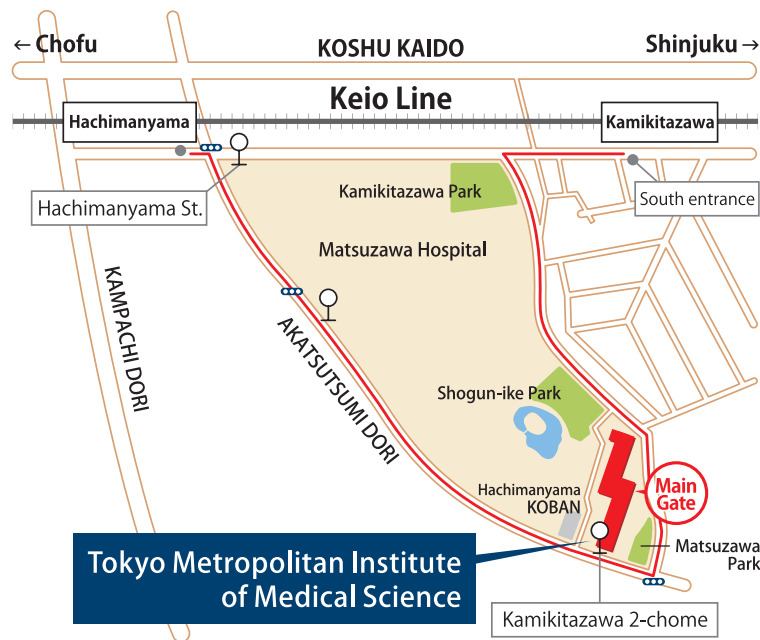 ← Chofu
KOSHU KAIDO
Shinjuku →
Keio Line
Hachimanyama
Kamikitazawa
Hachimanyama St.
Kamikitazawa Park
South entrance
Matsuzawa Hospital
KAMPACHI DORI
AKATSUTSUMI DORI
Shogun-ike Park
Hachimanyama
KOBAN
Main
Gate
Tokyo Metropolitan Institute
of Medical Science
Matsuzawa
Park
Kamikitazawa 2-chome